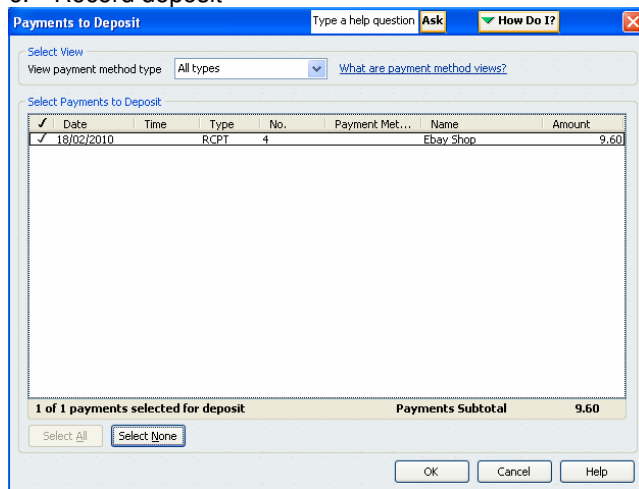 Record deposit
Payments to Deposit Type a help question Ask How Do I?
Select View
View payment method type All types What are payment method views?
Select Payments to Deposit
✓ Date Time Type No. Payment Met... Name Amount
✓ 18/02/2010 RCPT 4 Ebay Shop 9.60
1 of 1 payments selected for deposit Payments Subtotal 9.60
Select All Select None
OK Cancel Help